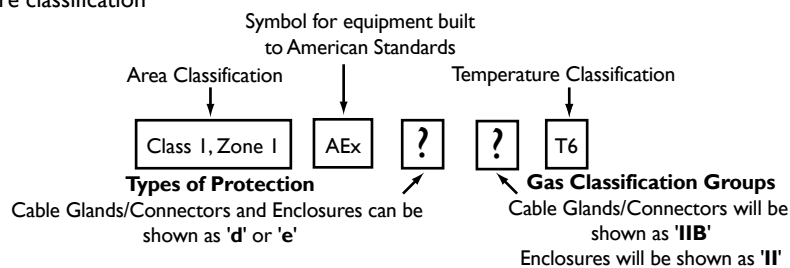 re classification
Symbol for equipment built
to American Standards
Area Classification
Temperature Classification
Class 1, Zone 1
AEx
?
?
T6
Types of Protection
Cable Glands/Connectors and Enclosures can be
shown as 'd' or 'e'
Gas Classification Groups
Cable Glands/Connectors will be
shown as 'IIB'
Enclosures will be shown as 'II'